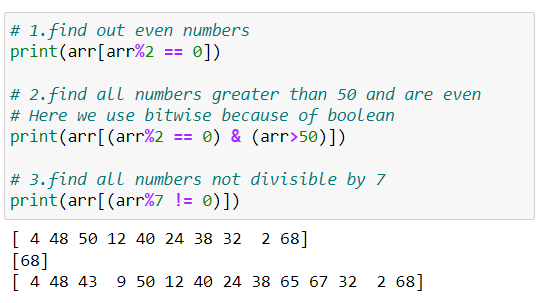 # 1.find out even numbers
print(arr[arr%2 == 0])
# 2.find all numbers greater than 50 and are even
# Here we use bitwise because of boolean
print(arr[(arr%2 == 0) & (arr>50)])
# 3.find all numbers not divisible by 7
print(arr[(arr%7 != 0)])
[ 4 48 50 12 40 24 38 32  2 68]
[68]
[ 4 48 43  9 50 12 40 24 38 65 67 32  2 68]